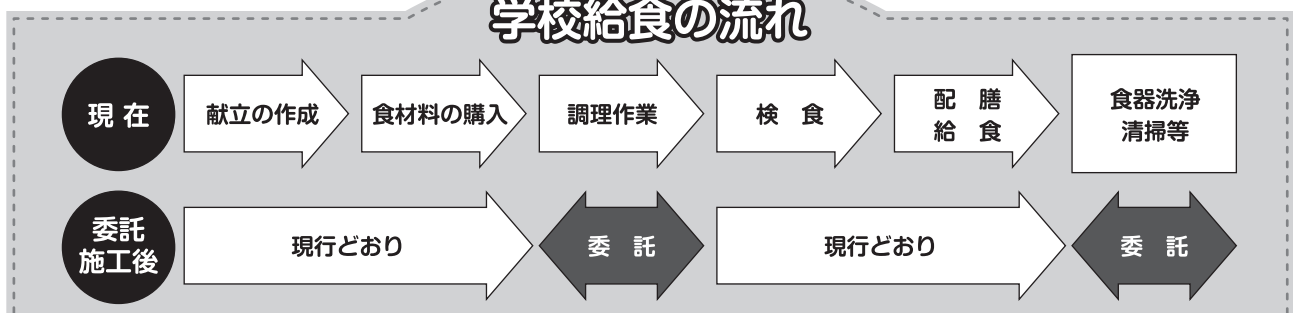 学校給食の流れ
現在
献立の作成
食材料の購入
調理作業
検食
配膳
給食
食器洗浄
清掃等
委託
施工後
現行どおり
委託
現行どおり
委託